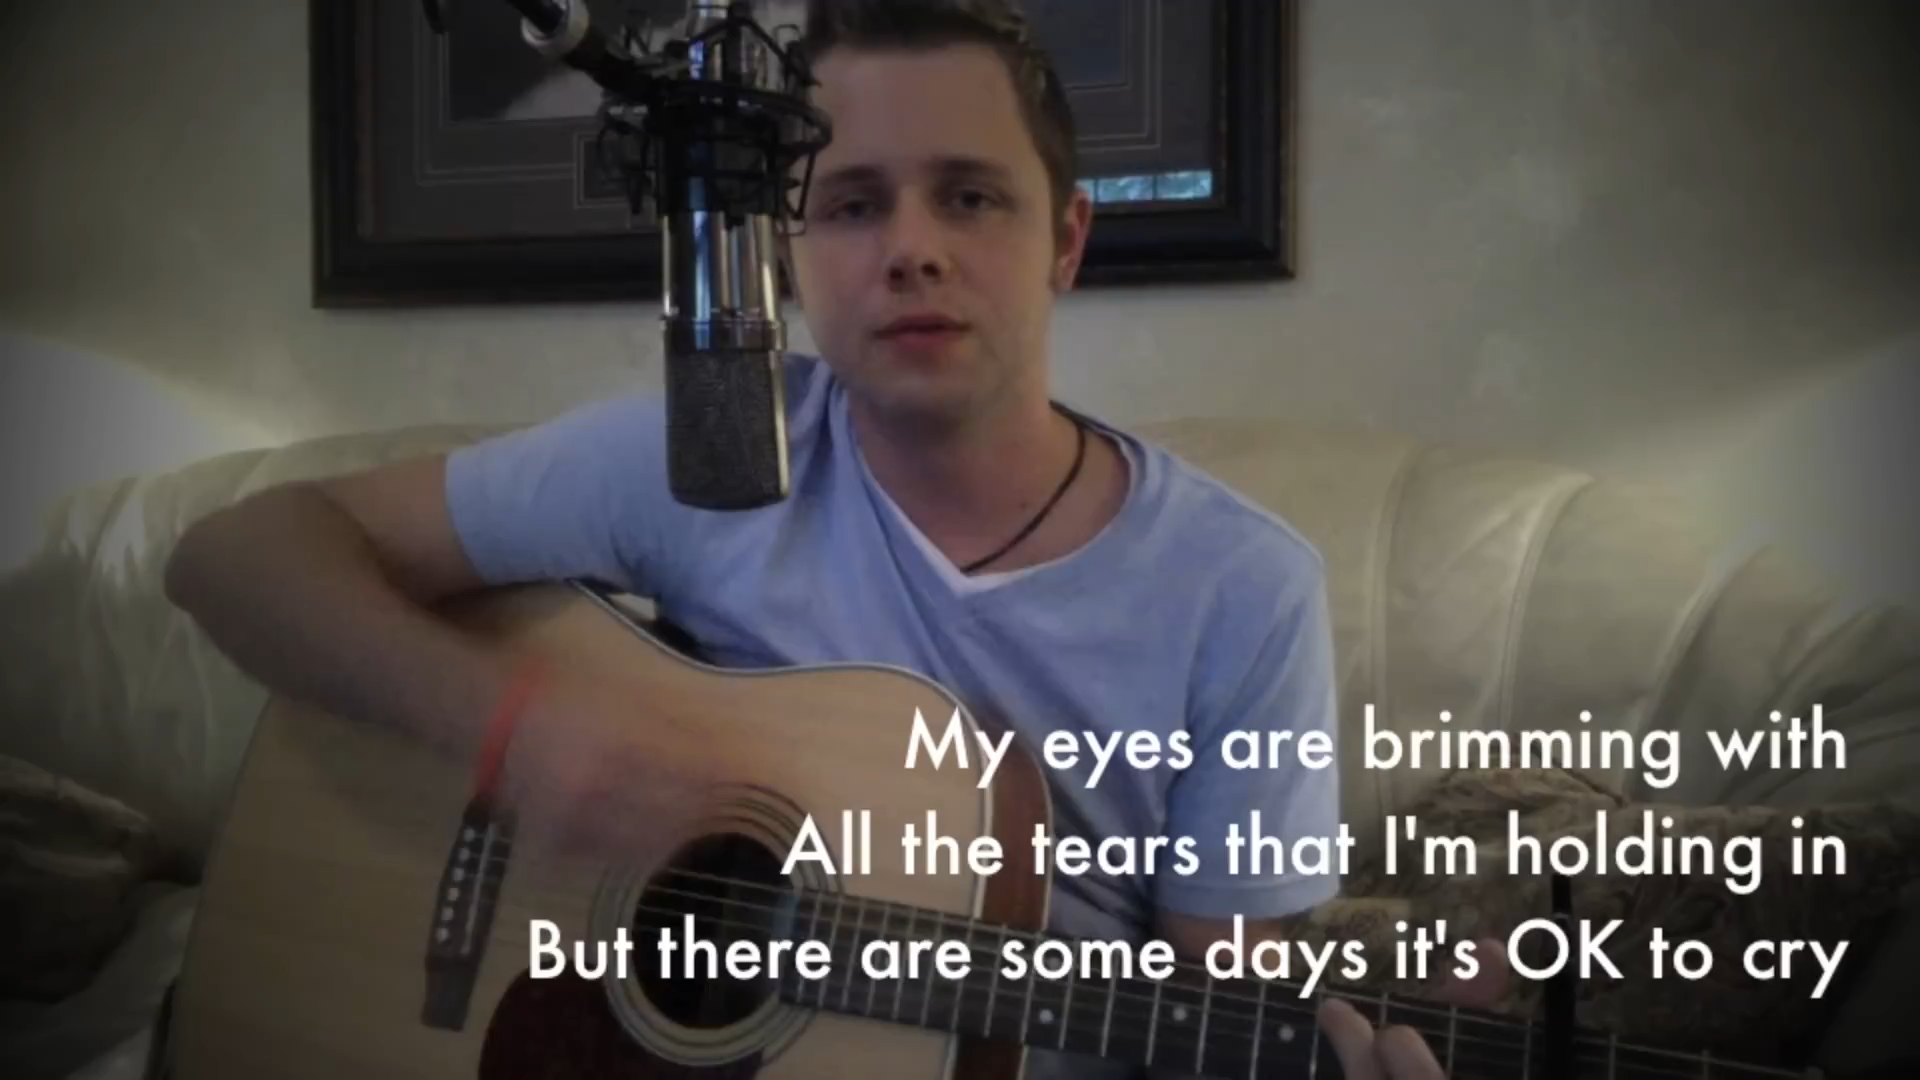 My eyes are brimming with
All the tears that I'm holding in
But there are some days it's OK to cry